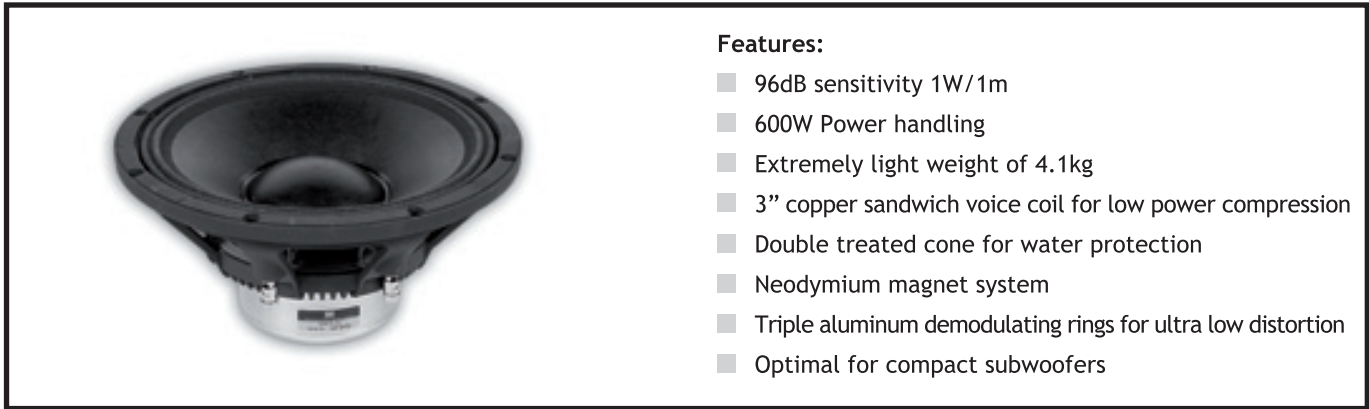 Features:
96dB sensitivity 1W/1m
600W Power handling
Extremely light weight of 4.1kg
3” copper sandwich voice coil for low power compression
Double treated cone for water protection
Neodymium magnet system
Triple aluminum demodulating rings for ultra low distortion
Optimal for compact subwoofers